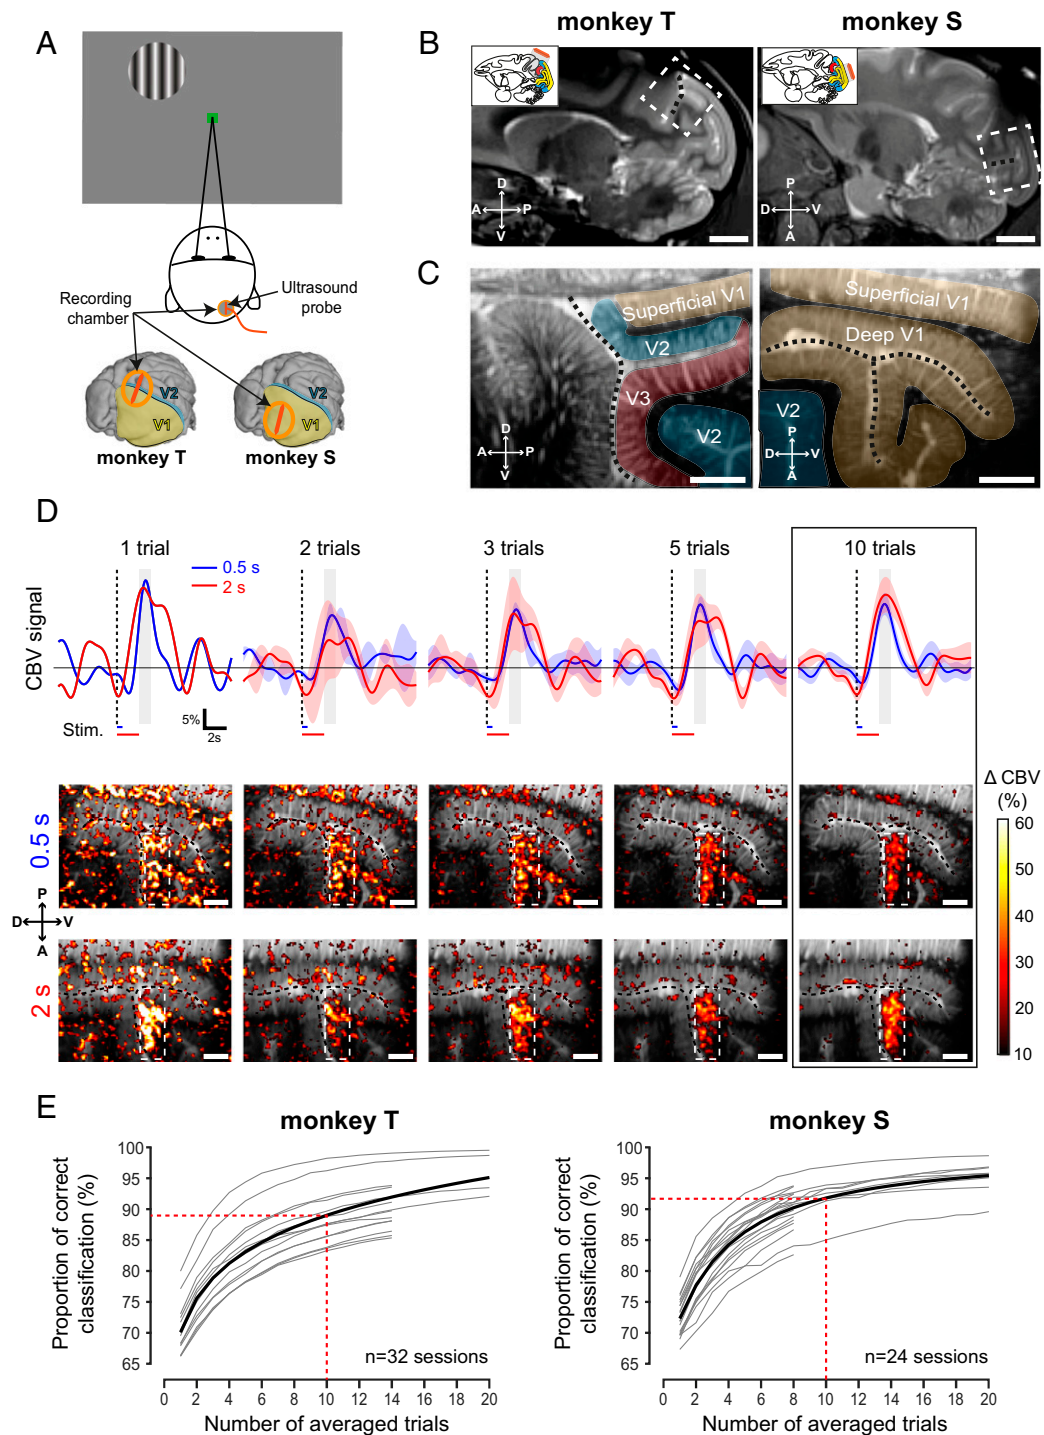 A
Recording
chamber
Ultrasound
probe
V2
V1
V2
V1
monkey T
monkey S
monkey T
monkey S
B
D
A
P
V
P
D
V
A
C
Superficial V1
V2
V3
V2
D
A
P
V
Superficial V1
Deep V1
V2
P
D
V
A
D
1 trial
2 trials
3 trials
5 trials
10 trials
0.5 s
2 s
CBV signal
5%
2s
Stim.
0.5 s
P
D
V
A
2 s
Δ CBV
(%)
60
50
40
30
20
10
E
monkey T
Proportion of correct
classification (%)
100
95
90
85
80
75
70
65
n=32 sessions
0 2 4 6 8 10 12 14 16 18 20
Number of averaged trials
monkey S
Proportion of correct
classification (%)
100
95
90
85
80
75
70
65
n=24 sessions
0 2 4 6 8 10 12 14 16 18 20
Number of averaged trials